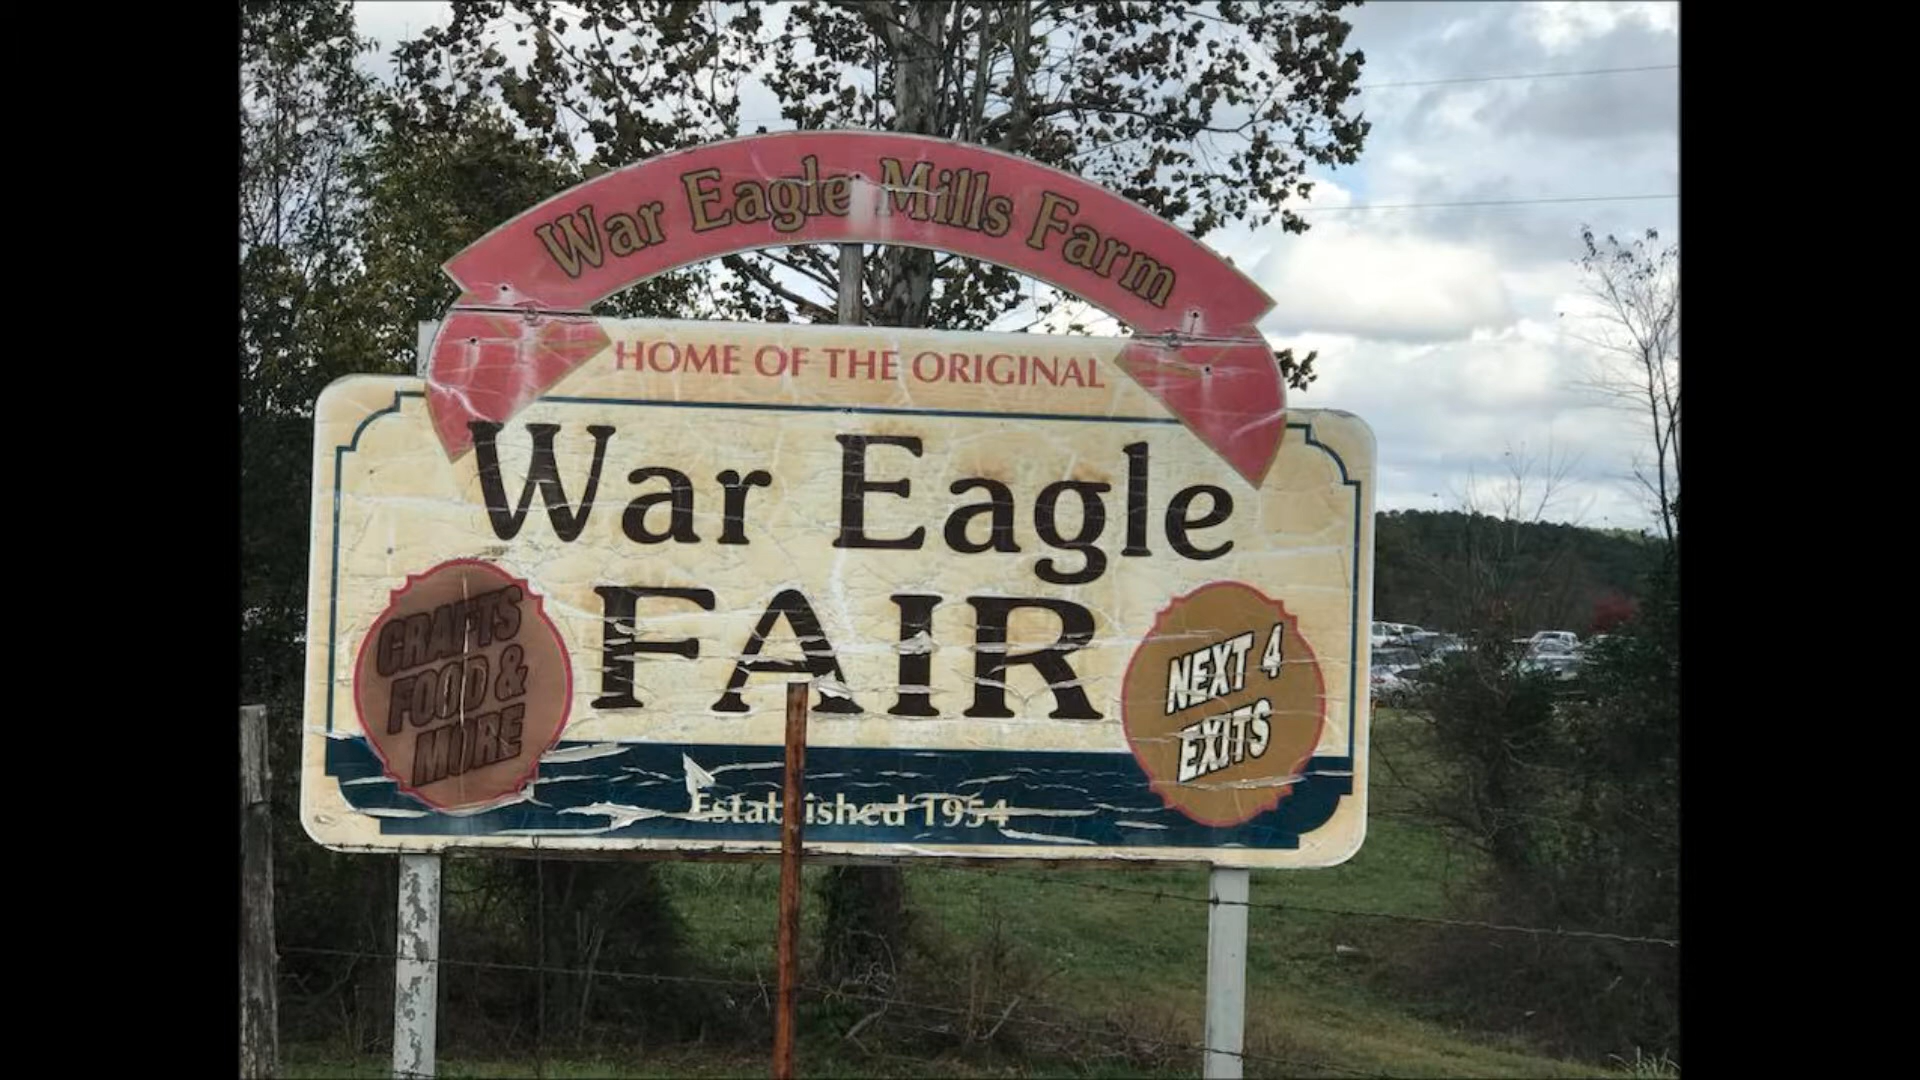 War Eagle Mills Farm
HOME OF THE ORIGINAL
War Eagle
FAIR
CRAFTS
FOOD &
MORE
NEXT 4
EXITS
Established 1954